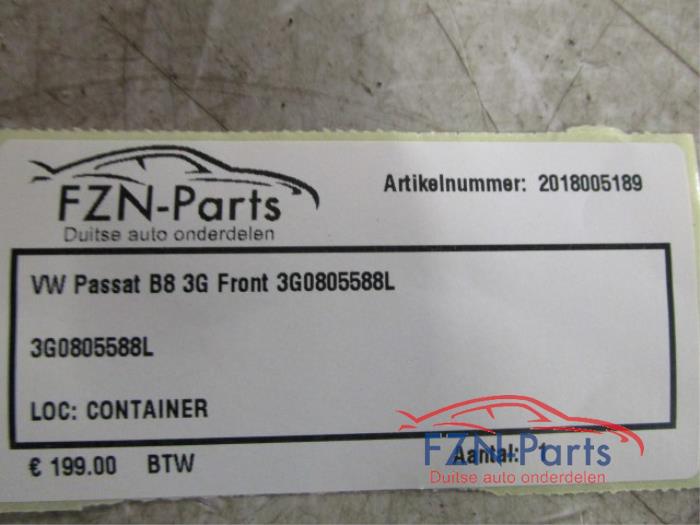 FZN-Parts
Duitse auto onderdelen
Artikelnummer: 2018005189
VW Passat B8 3G Front 3G0805588L
3G0805588L
LOC: CONTAINER
€ 199.00 BTW
Aantal: 1
FZN-Parts
Duitse auto onderdelen